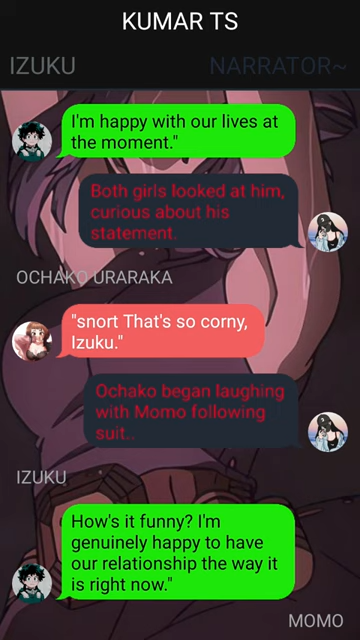 KUMAR TS
IZUKU
NARRATOR~
I'm happy with our lives at
the moment."
Both girls looked at him,
curious about his
statement.
OCHAKO URARAKA
"snort That's so corny,
Izuku."
Ochako began laughing
with Momo following
suit..
IZUKU
How's it funny? I'm
genuinely happy to have
our relationship the way it
is right now."
MOMO